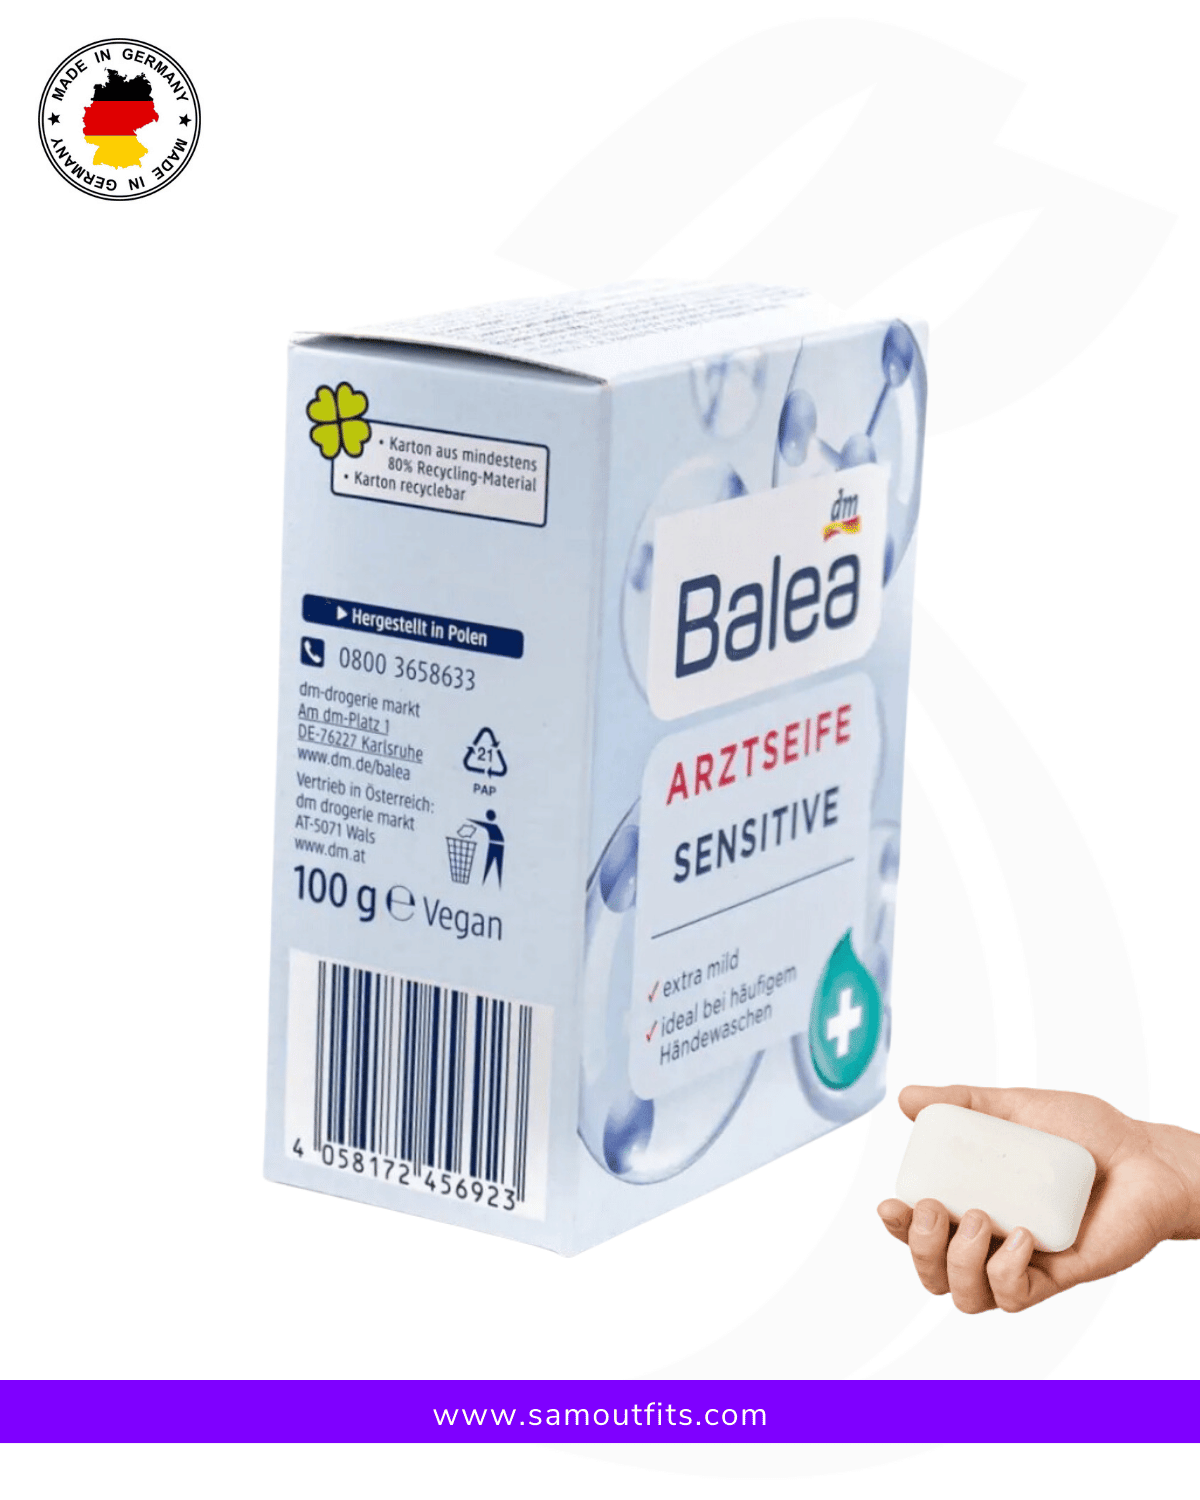 MADE IN GERMANY
MADE IN GERMANY
• Karton aus mindestens
80% Recycling-Material
• Karton recyclebar
Hergestellt in Polen
0800 3658633
dm-drogerie markt
Am dm-Platz 1
DE-76227 Karlsruhe
www.dm.de/balea
Vertrieb in Österreich:
dm drogerie markt
AT-5071 Wals
www.dm.at
21
PAP
100 g ℮ Vegan
4 058172 456923
dm
Balea
ARZTSEIFE
SENSITIVE
✓ extra mild
✓ ideal bei häufigem
Händewaschen
www.samoutfits.com